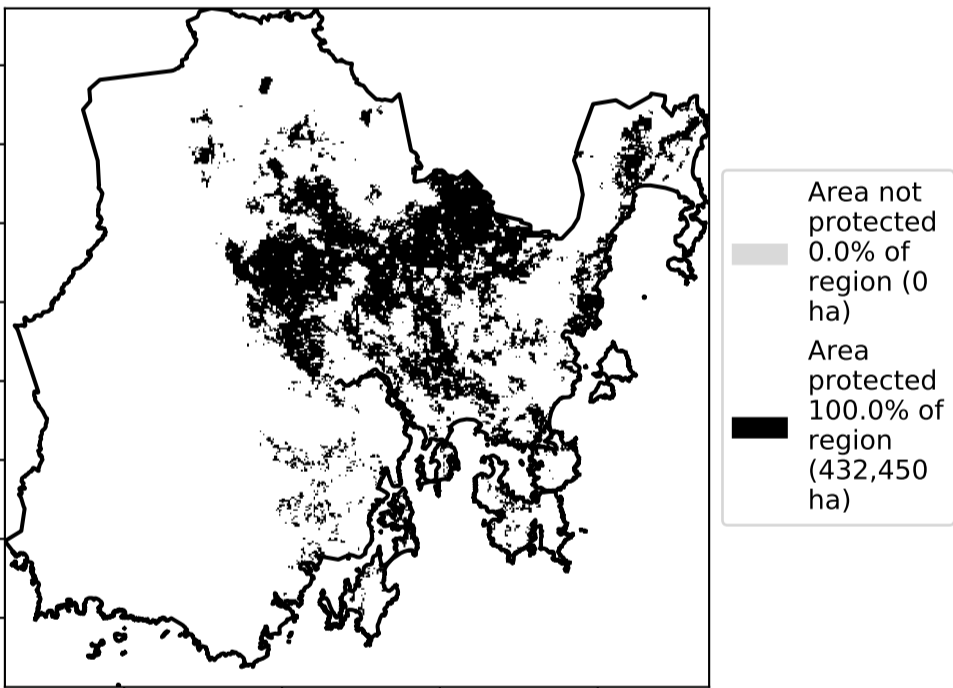 Area not
protected
0.0% of
region (0
ha)
Area
protected
100.0% of
region
(432,450
ha)